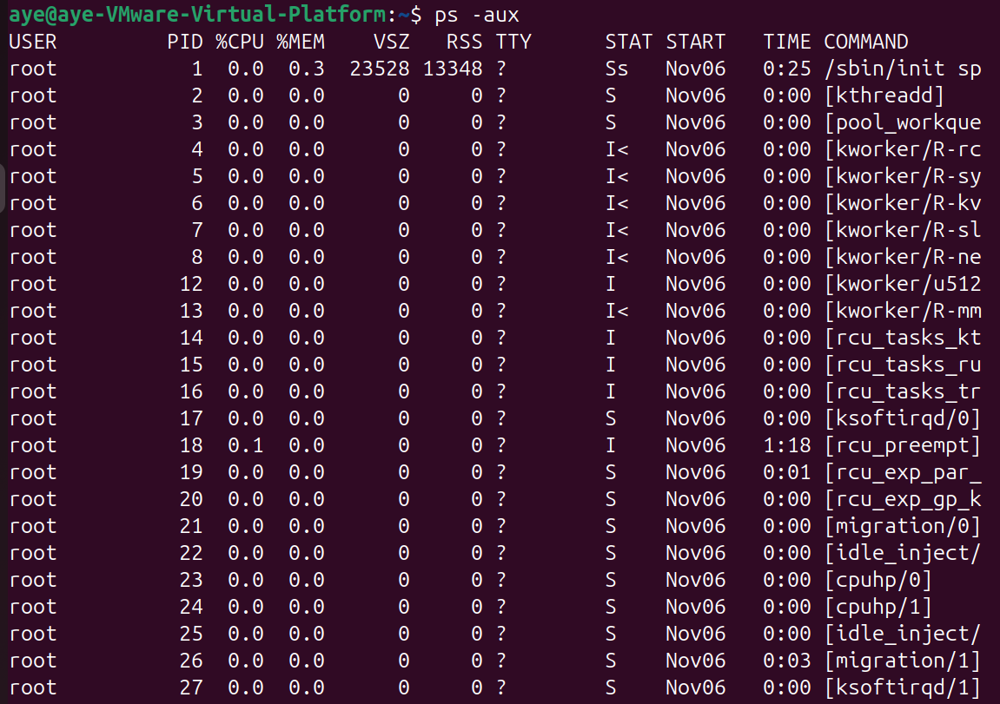 aye@aye-VMware-Virtual-Platform:~$ ps -aux
USER PID %CPU %MEM VSZ RSS TTY STAT START TIME COMMAND
root 1 0.0 0.3 23528 13348 ? Ss Nov06 0:25 /sbin/init sp
root 2 0.0 0.0 0 0 ? S Nov06 0:00 [kthreadd]
root 3 0.0 0.0 0 0 ? S Nov06 0:00 [pool_workque
root 4 0.0 0.0 0 0 ? I< Nov06 0:00 [kworker/R-rc
root 5 0.0 0.0 0 0 ? I< Nov06 0:00 [kworker/R-sy
root 6 0.0 0.0 0 0 ? I< Nov06 0:00 [kworker/R-kv
root 7 0.0 0.0 0 0 ? I< Nov06 0:00 [kworker/R-sl
root 8 0.0 0.0 0 0 ? I< Nov06 0:00 [kworker/R-ne
root 12 0.0 0.0 0 0 ? I Nov06 0:00 [kworker/u512
root 13 0.0 0.0 0 0 ? I< Nov06 0:00 [kworker/R-mm
root 14 0.0 0.0 0 0 ? I Nov06 0:00 [rcu_tasks_kt
root 15 0.0 0.0 0 0 ? I Nov06 0:00 [rcu_tasks_ru
root 16 0.0 0.0 0 0 ? I Nov06 0:00 [rcu_tasks_tr
root 17 0.0 0.0 0 0 ? S Nov06 0:00 [ksoftirqd/0]
root 18 0.1 0.0 0 0 ? I Nov06 1:18 [rcu_preempt]
root 19 0.0 0.0 0 0 ? S Nov06 0:01 [rcu_exp_par_
root 20 0.0 0.0 0 0 ? S Nov06 0:00 [rcu_exp_gp_k
root 21 0.0 0.0 0 0 ? S Nov06 0:00 [migration/0]
root 22 0.0 0.0 0 0 ? S Nov06 0:00 [idle_inject/
root 23 0.0 0.0 0 0 ? S Nov06 0:00 [cpuhp/0]
root 24 0.0 0.0 0 0 ? S Nov06 0:00 [cpuhp/1]
root 25 0.0 0.0 0 0 ? S Nov06 0:00 [idle_inject/
root 26 0.0 0.0 0 0 ? S Nov06 0:03 [migration/1]
root 27 0.0 0.0 0 0 ? S Nov06 0:00 [ksoftirqd/1]